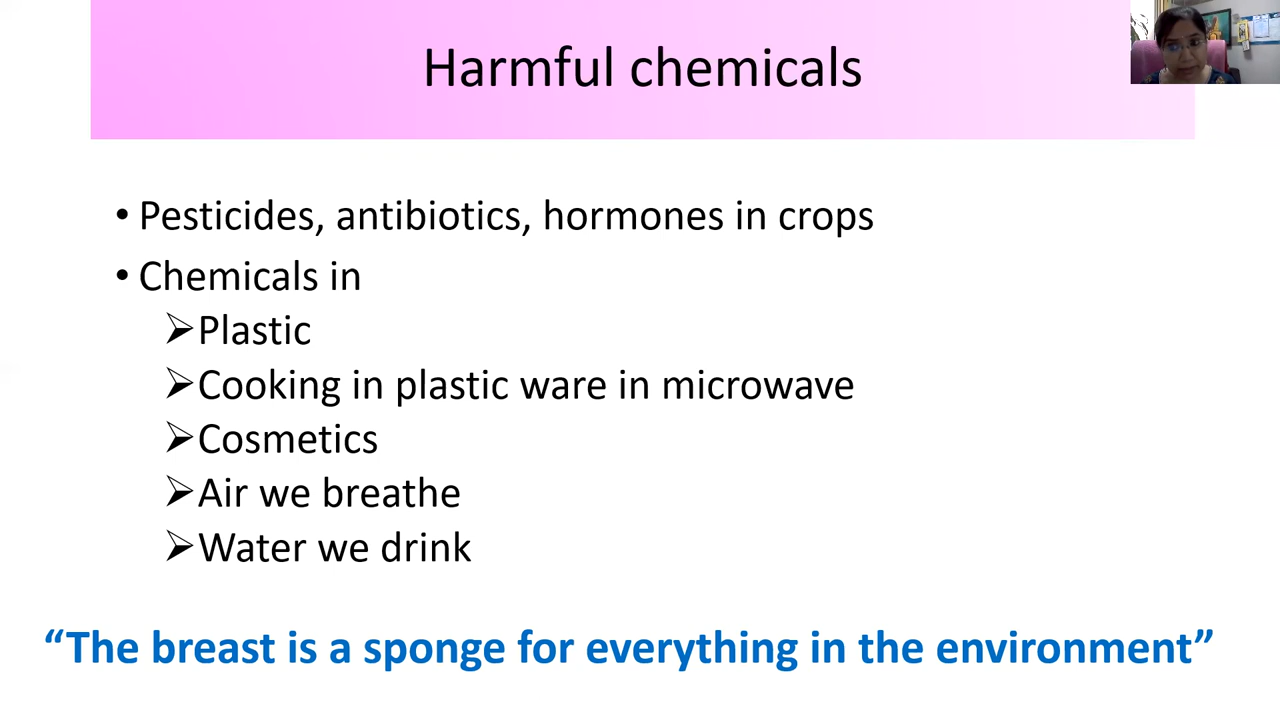 Harmful chemicals
• Pesticides, antibiotics, hormones in crops
• Chemicals in
➢Plastic
➢Cooking in plastic ware in microwave
➢Cosmetics
➢Air we breathe
➢Water we drink
“The breast is a sponge for everything in the environment”